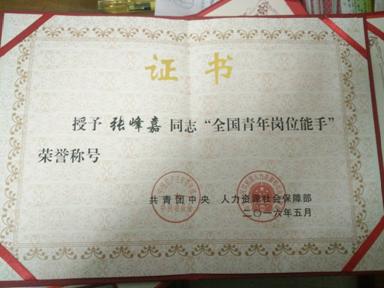 证书
授予 张峰嘉 同志“全国青年岗位能手”
荣誉称号
共青团中央 人力资源社会保障部
二〇一六年五月